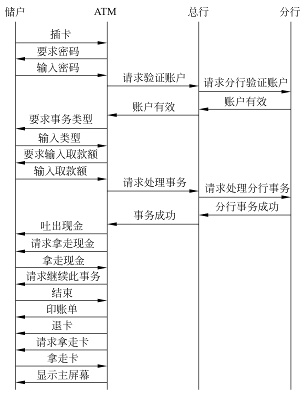 储户 ATM 总行 分行
插卡
要求密码
输入密码
请求验证账户
请求分行验证账户
账户有效
账户有效
要求事务类型
输入类型
要求输入取款额
输入取款额
请求处理事务
请求处理分行事务
分行事务成功
事务成功
吐出现金
请求拿走现金
拿走现金
请求继续此事务
结束
印账单
退卡
请求拿走卡
拿走卡
显示主屏幕